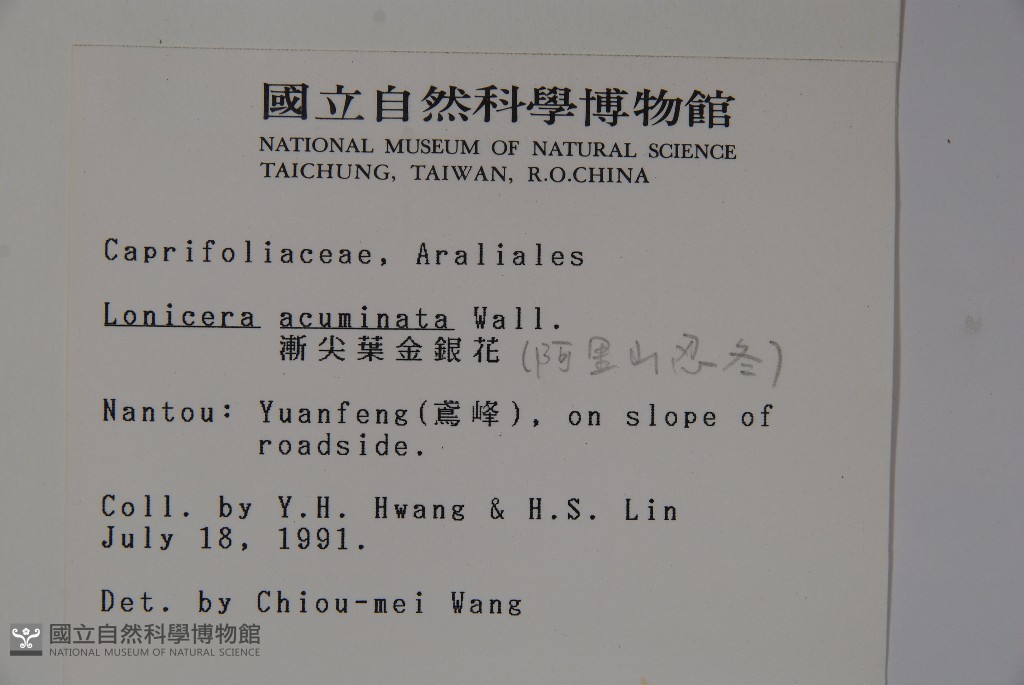 國立自然科學博物館
NATIONAL MUSEUM OF NATURAL SCIENCE
TAICHUNG, TAIWAN, R.O.CHINA
Caprifoliaceae, Araliales
Lonicera acuminata Wall.
漸尖葉金銀花 (阿里山忍冬)
Nantou: Yuanfeng(鳶峰), on slope of
roadside.
Coll. by Y.H. Hwang & H.S. Lin
July 18, 1991.
Det. by Chiou-mei Wang
國立自然科學博物館
NATIONAL MUSEUM OF NATURAL SCIENCE